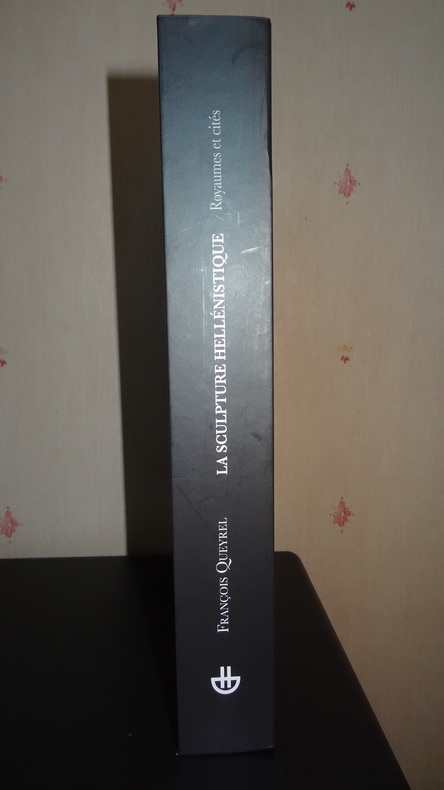 FRANÇOIS QUEYREL
LA SCULPTURE HELLÉNISTIQUE
Royaumes et cités